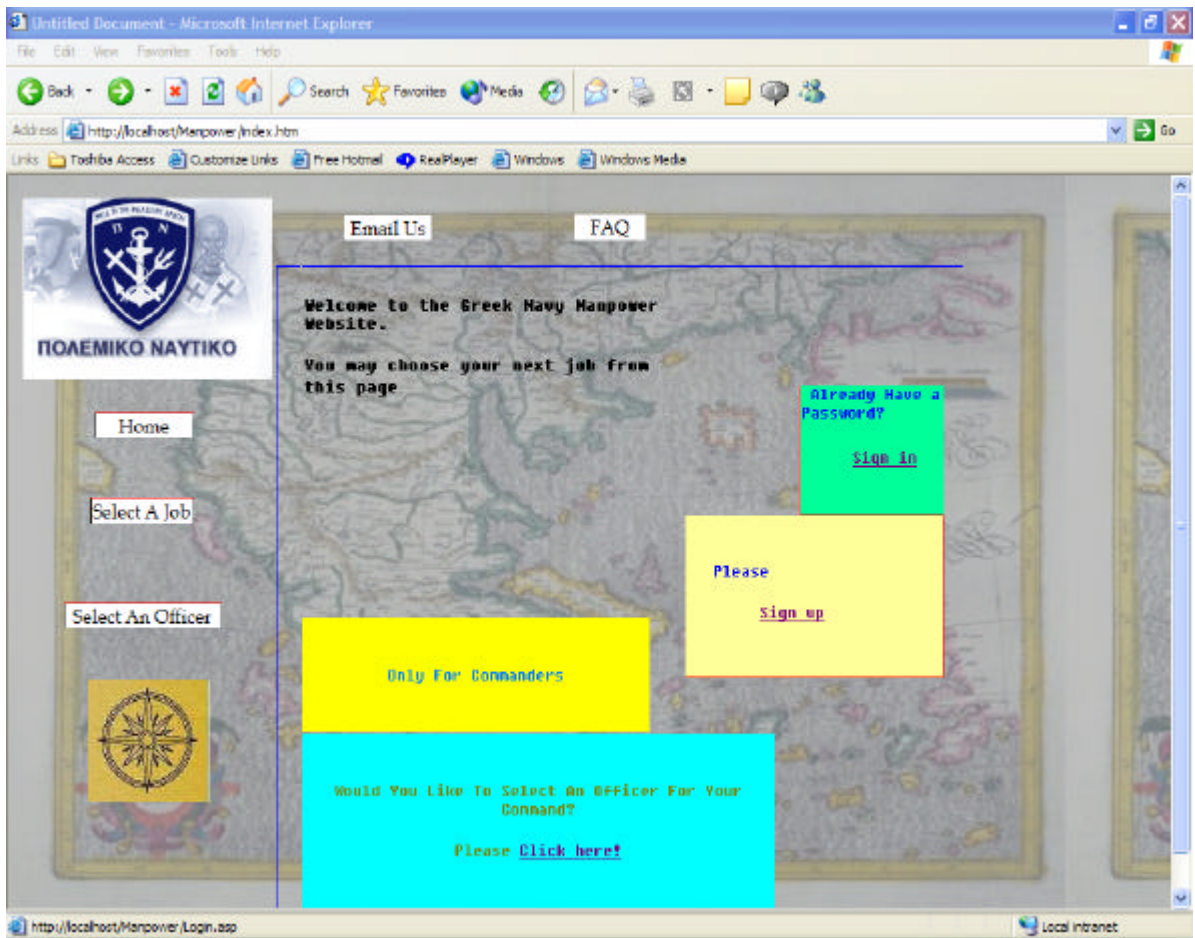 Untitled Document - Microsoft Internet Explorer
File Edit View Favorites Tools Help
Back Search Favorites Media
Address http://localhost/Manpower/index.htm Go
Links Toshiba Access Customize Links Free Hotmail RealPlayer Windows Windows Media
Π Ν
ΠΟΛΕΜΙΚΟ ΝΑΥΤΙΚΟ
Email Us FAQ
Welcome to the Greek Navy Manpower
Website.
You may choose your next job from
this page
Already Have a
Password?
Sign in
Home
Select A Job
Please
Sign up
Select An Officer
Only For Commanders
Would You Like To Select An Officer For Your
Command?
Please Click here!
http://localhost/Manpower/Login.asp Local intranet